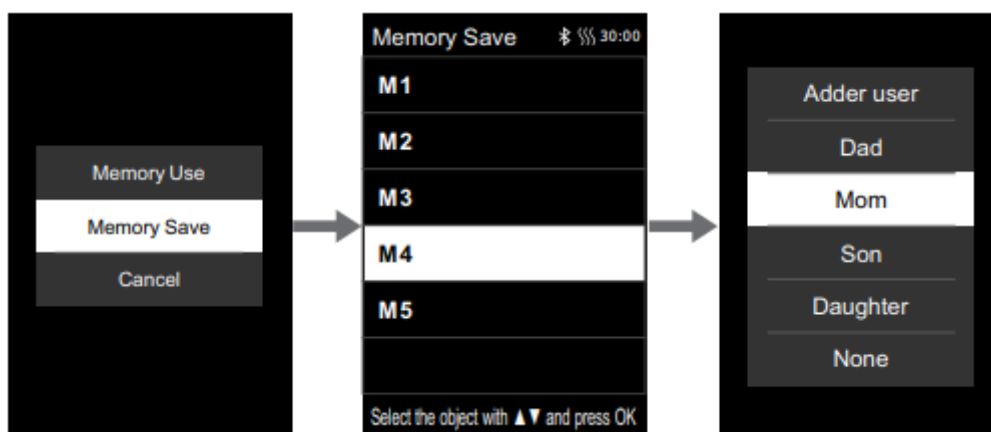 Memory Use
Memory Save
Cancel
Memory Save 30:00
M1
M2
M3
M4
M5
Select the object with ▲▼ and press OK
Adder user
Dad
Mom
Son
Daughter
None